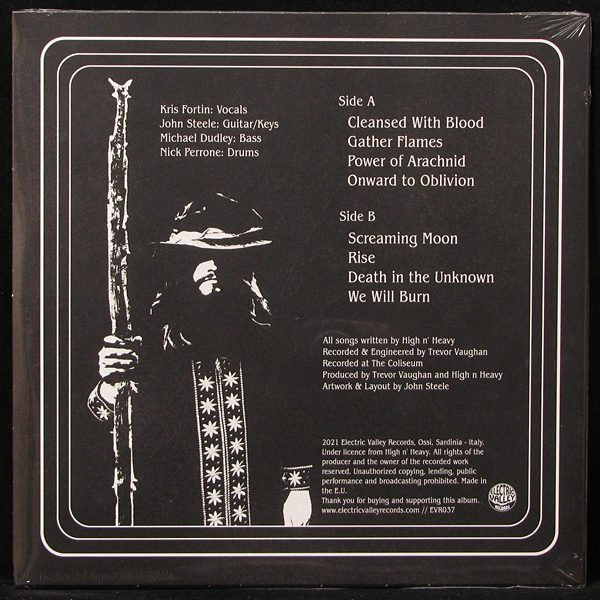 Kris Fortin: Vocals
John Steele: Guitar/Keys
Michael Dudley: Bass
Nick Perrone: Drums
Side A
Cleansed With Blood
Gather Flames
Power of Arachnid
Onward to Oblivion
Side B
Screaming Moon
Rise
Death in the Unknown
We Will Burn
All songs written by High n' Heavy
Recorded & Engineered by Trevor Vaughan
Recorded at The Coliseum
Produced by Trevor Vaughan and High n Heavy
Artwork & Layout by John Steele
2021 Electric Valley Records, Ossi, Sardinia - Italy.
Under licence from High n' Heavy. All rights of the
producer and the owner of the recorded work
reserved. Unauthorized copying, lending, public
performance and broadcasting prohibited. Made in
the E.U.
Thank you for buying and supporting this album.
www.electricvalleyrecords.com // EVR037
ELECTRIC
VALLEY
RECORDS